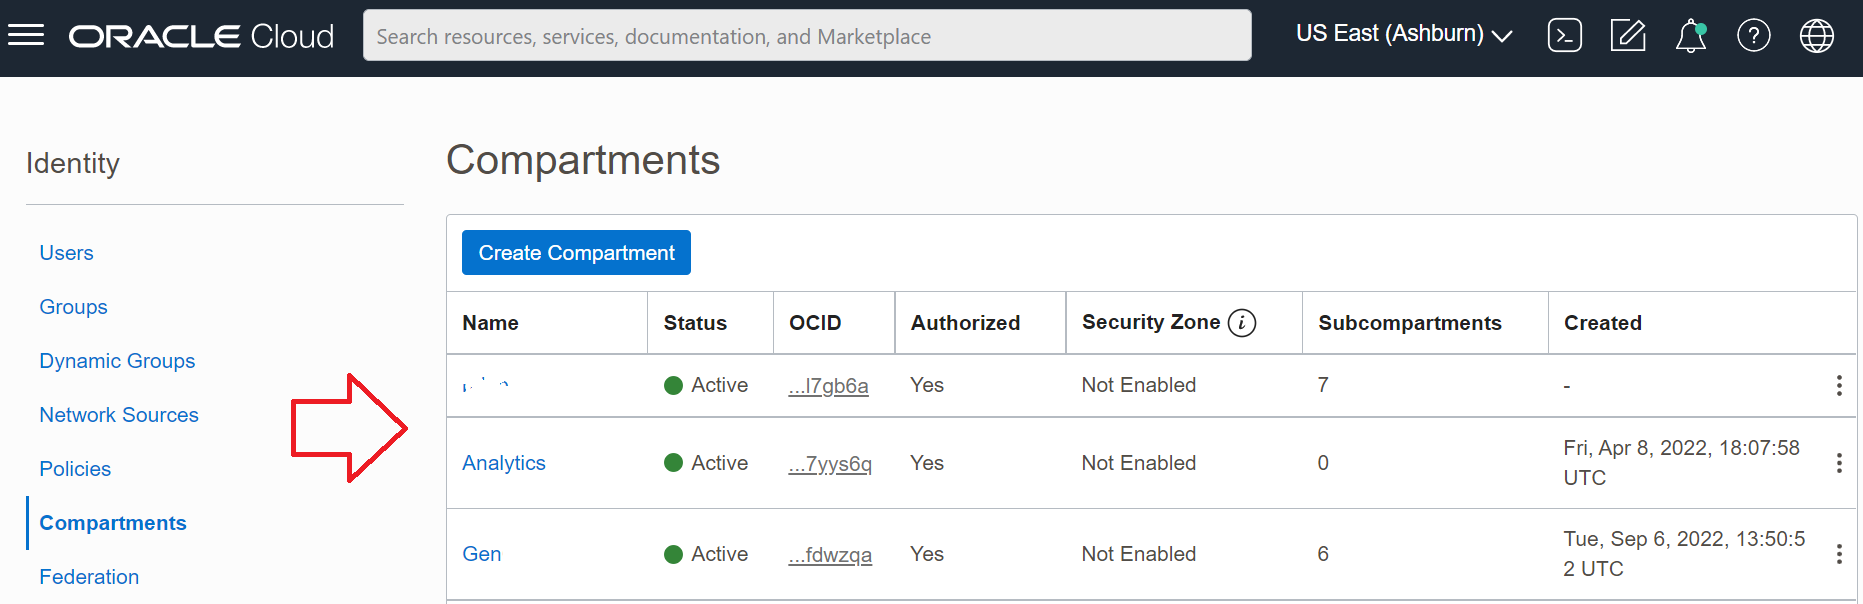 ORACLE Cloud
Search resources, services, documentation, and Marketplace
US East (Ashburn)
Identity
Users
Groups
Dynamic Groups
Network Sources
Policies
Compartments
Federation
Compartments
Create Compartment
Name Status OCID Authorized Security Zone i Subcompartments Created
Active ...l7gb6a Yes Not Enabled 7 -
Analytics Active ...7yys6q Yes Not Enabled 0 Fri, Apr 8, 2022, 18:07:58
UTC
Gen Active ...fdwzqa Yes Not Enabled 6 Tue, Sep 6, 2022, 13:50:5
2 UTC